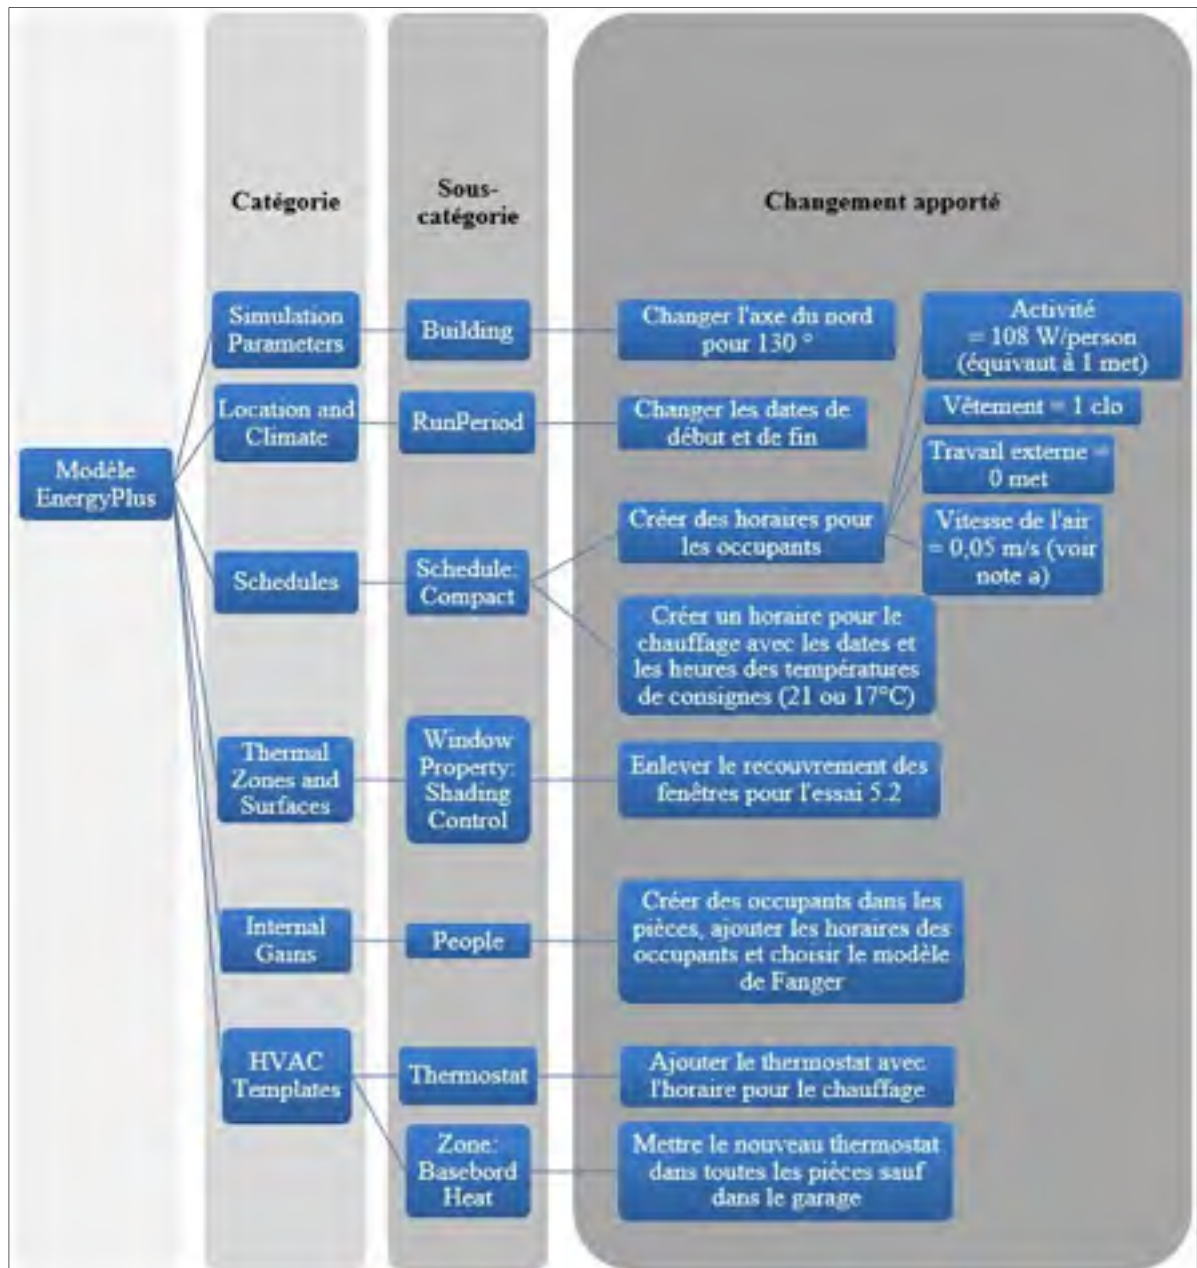 Catégorie
Sous-
catégorie
Changement apporté
Modèle
EnergyPlus
Simulation
Parameters
Building
Changer l'axe du nord
pour 130 °
Location and
Climate
RunPeriod
Changer les dates de
début et de fin
Schedules
Schedule:
Compact
Créer des horaires pour
les occupants
Activité
= 108 W/person
(équivaut à 1 met)
Vêtement = 1 clo
Travail externe =
0 met
Vitesse de l'air
= 0,05 m/s (voir
note a)
Créer un horaire pour le
chauffage avec les dates et
les heures des températures
de consignes (21 ou 17°C)
Thermal
Zones and
Surfaces
Window
Property:
Shading
Control
Enlever le recouvrement des
fenêtres pour l'essai 5.2
Internal
Gains
People
Créer des occupants dans les
pièces, ajouter les horaires des
occupants et choisir le modèle
de Fanger
HVAC
Templates
Thermostat
Ajouter le thermostat avec
l'horaire pour le chauffage
Zone:
Basebord
Heat
Mettre le nouveau thermostat
dans toutes les pièces sauf
dans le garage